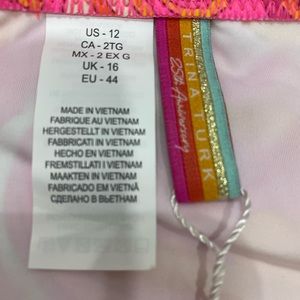 US - 12
CA - 2TG
MX - 2 EX G
UK - 16
EU - 44
MADE IN VIETNAM
FABRIQUE AU VIETNAM
HERGESTELLT IN VIETNAM
FABBRICATI IN VIETNAM
HECHO EN VIETNAM
FREMSTILLATI I VIETNAM
MAAKTEN IN VIETNAM
FABRICADO EM VIETNÃ
СДЕЛАНО В ВЬЕТНАМ
TRINA TURK
25th Anniversary